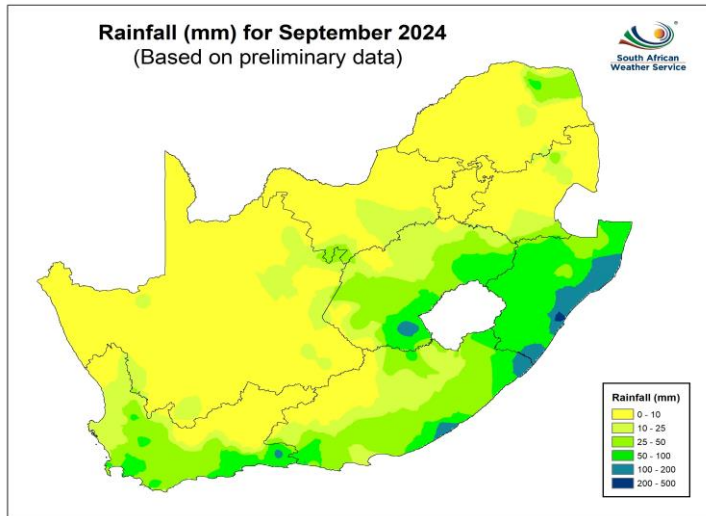 Rainfall (mm) for September 2024
(Based on preliminary data)
South African
Weather Service
Rainfall (mm)
0 - 10
10 - 25
25 - 50
50 - 100
100 - 200
200 - 500